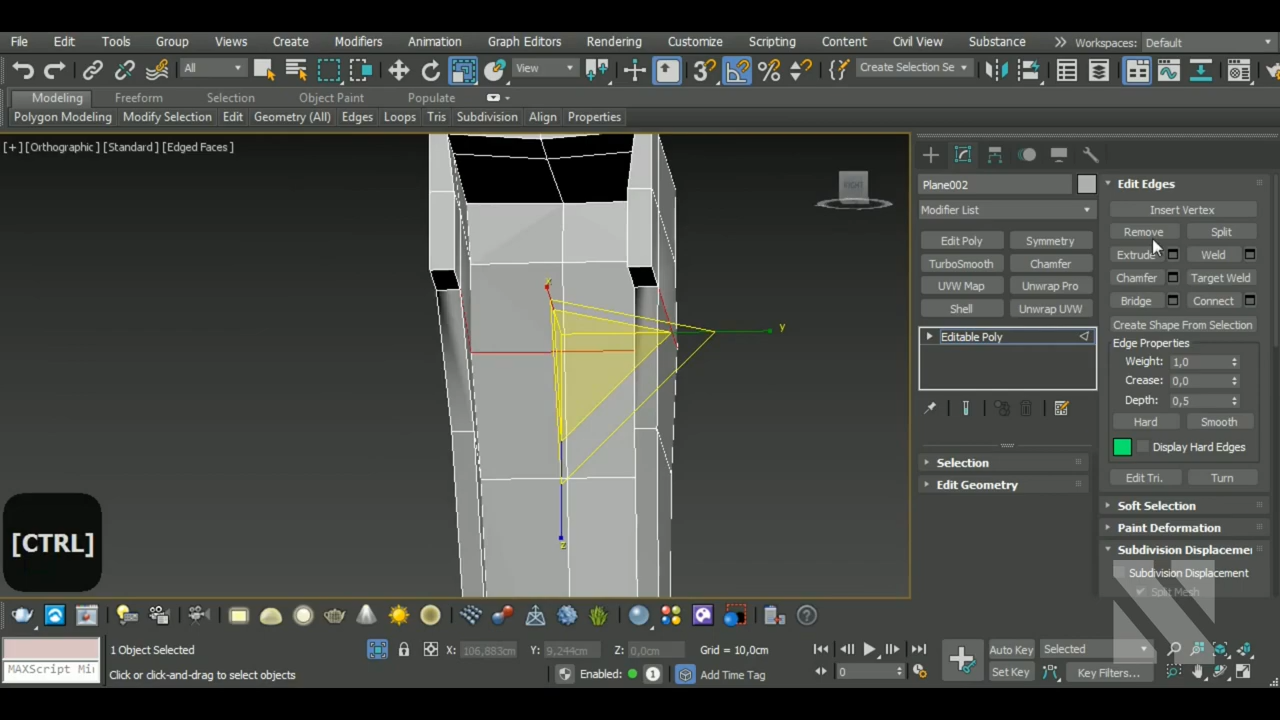 File Edit Tools Group Views Create Modifiers Animation Graph Editors Rendering Customize Scripting Content Civil View Substance Workspaces: Default
All View Create Selection Se
Modeling Freeform Selection Object Paint Populate
Polygon Modeling Modify Selection Edit Geometry (All) Edges Loops Tris Subdivision Align Properties
[+] [Orthographic] [Standard] [Edged Faces]
Plane002
Modifier List
Edit Poly Symmetry
TurboSmooth Chamfer
UVW Map Unwrap Pro
Shell Unwrap UVW
Editable Poly
Selection
Edit Geometry
Edit Edges
Insert Vertex
Remove Split
Extrude Weld
Chamfer Target Weld
Bridge Connect
Create Shape From Selection
Edge Properties
Weight: 1,0
Crease: 0,0
Depth: 0,5
Hard Smooth
Display Hard Edges
Edit Tri. Turn
Soft Selection
Paint Deformation
Subdivision Displacemen
Subdivision Displacement
Split Mesh
y
z
[CTRL]
MAXScript Mi
1 Object Selected
Click or click-and-drag to select objects
X: 106,883cm Y: 9,244cm Z: 0,0cm Grid = 10,0cm
Enabled: 1 Add Time Tag
0
Auto Key Selected
Set Key Key Filters...